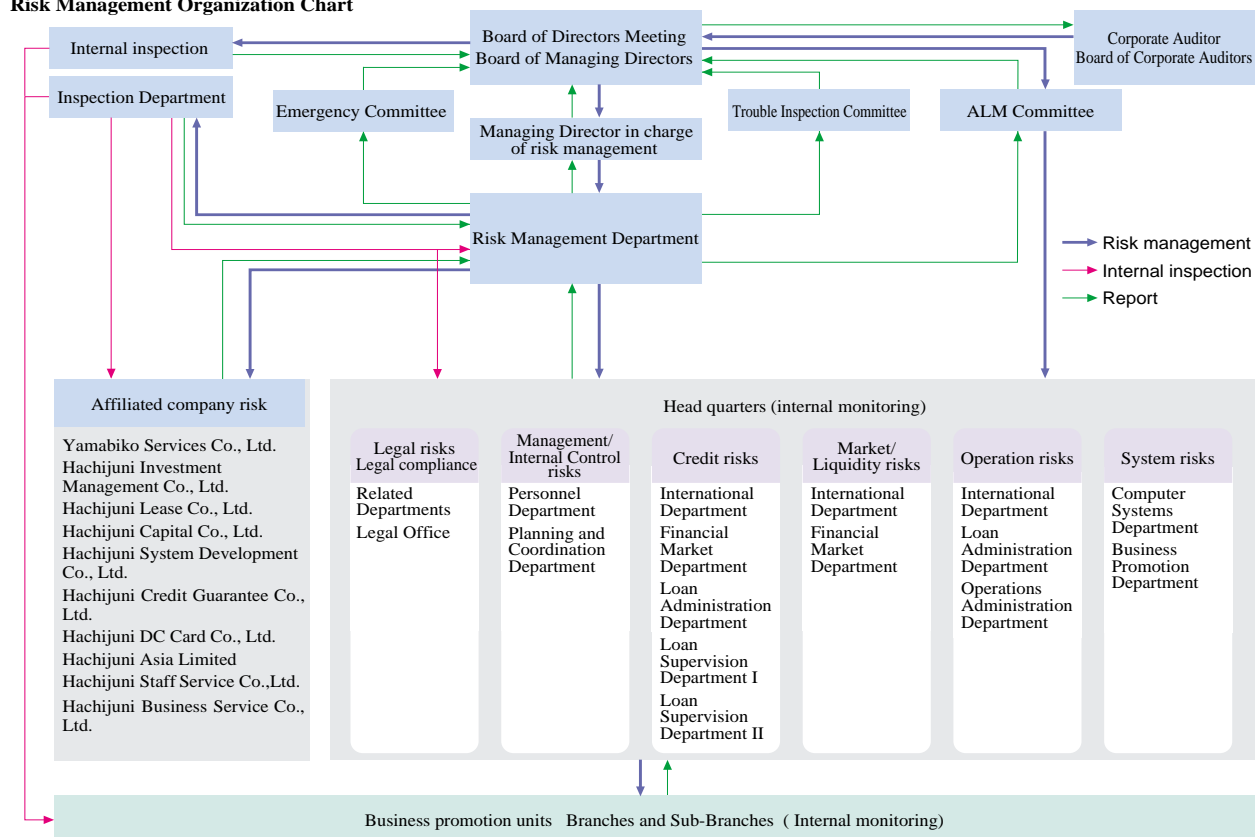 Risk Management Organization Chart
Internal inspection
Inspection Department
Emergency Committee
Board of Directors Meeting
Board of Managing Directors
Managing Director in charge
of risk management
Trouble Inspection Committee
Corporate Auditor
Board of Corporate Auditors
ALM Committee
Risk Management Department
Risk management
Internal inspection
Report
Affiliated company risk
Yamabiko Services Co., Ltd.
Hachijuni Investment
Management Co., Ltd.
Hachijuni Lease Co., Ltd.
Hachijuni Capital Co., Ltd.
Hachijuni System Development
Co., Ltd.
Hachijuni Credit Guarantee Co.,
Ltd.
Hachijuni DC Card Co., Ltd.
Hachijuni Asia Limited
Hachijuni Staff Service Co.,Ltd.
Hachijuni Business Service Co.,
Ltd.
Head quarters (internal monitoring)
Legal risks
Legal compliance
Related
Departments
Legal Office
Management/
Internal Control
risks
Personnel
Department
Planning and
Coordination
Department
Credit risks
International
Department
Financial
Market
Department
Loan
Administration
Department
Loan
Supervision
Department I
Loan
Supervision
Department II
Market/
Liquidity risks
International
Department
Financial
Market
Department
Operation risks
International
Department
Loan
Administration
Department
Operations
Administration
Department
System risks
Computer
Systems
Department
Business
Promotion
Department
Business promotion units Branches and Sub-Branches ( Internal monitoring)